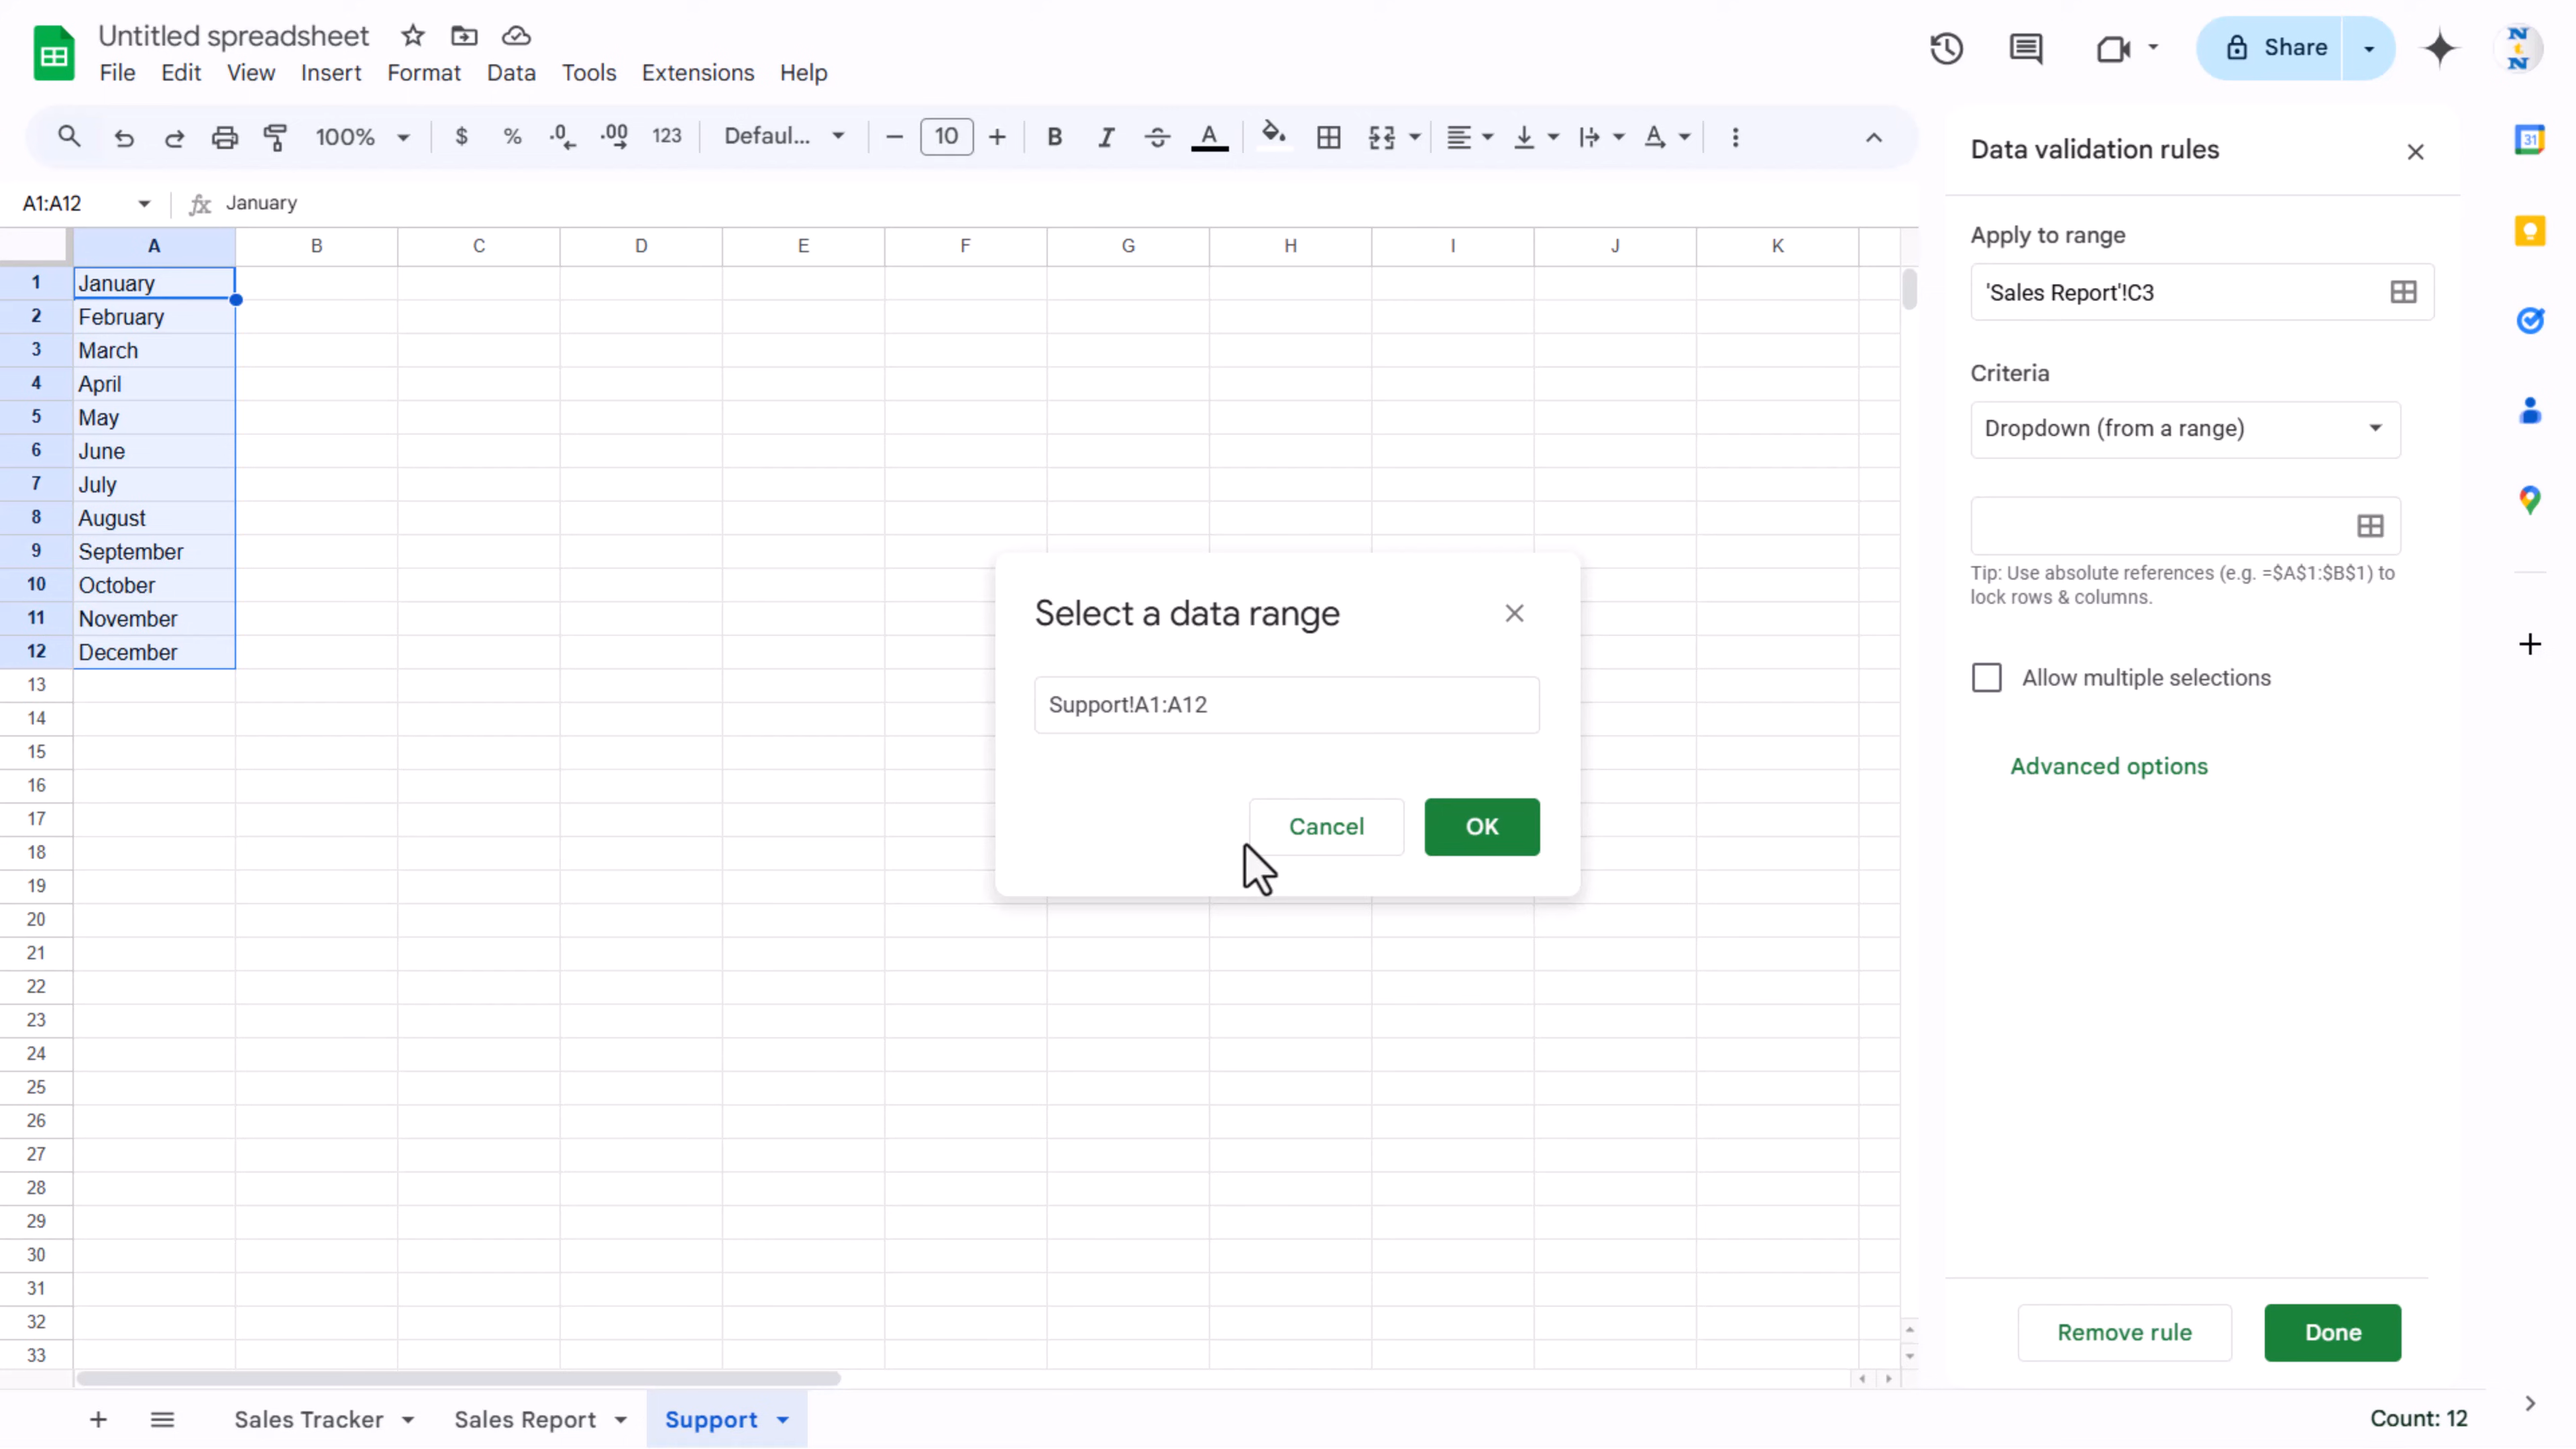 Untitled spreadsheet
File Edit View Insert Format Data Tools Extensions Help
Share
N
t
N
100% $ % .0 .00 123 Defaul... 10 B I S A
Data validation rules
31
A1:A12 fx January
Apply to range
'Sales Report'!C3
A B C D E F G H I J K
1 January
2 February
3 March
4 April
5 May
6 June
7 July
8 August
9 September
10 October
11 November
12 December
13
14
15
16
17
18
19
20
21
22
23
24
25
26
27
28
29
30
31
32
33
Criteria
Dropdown (from a range)
Tip: Use absolute references (e.g. =$A$1:$B$1) to
lock rows & columns.
Allow multiple selections
Advanced options
Select a data range
Support!A1:A12
Cancel OK
Remove rule Done
Sales Tracker Sales Report Support
Count: 12